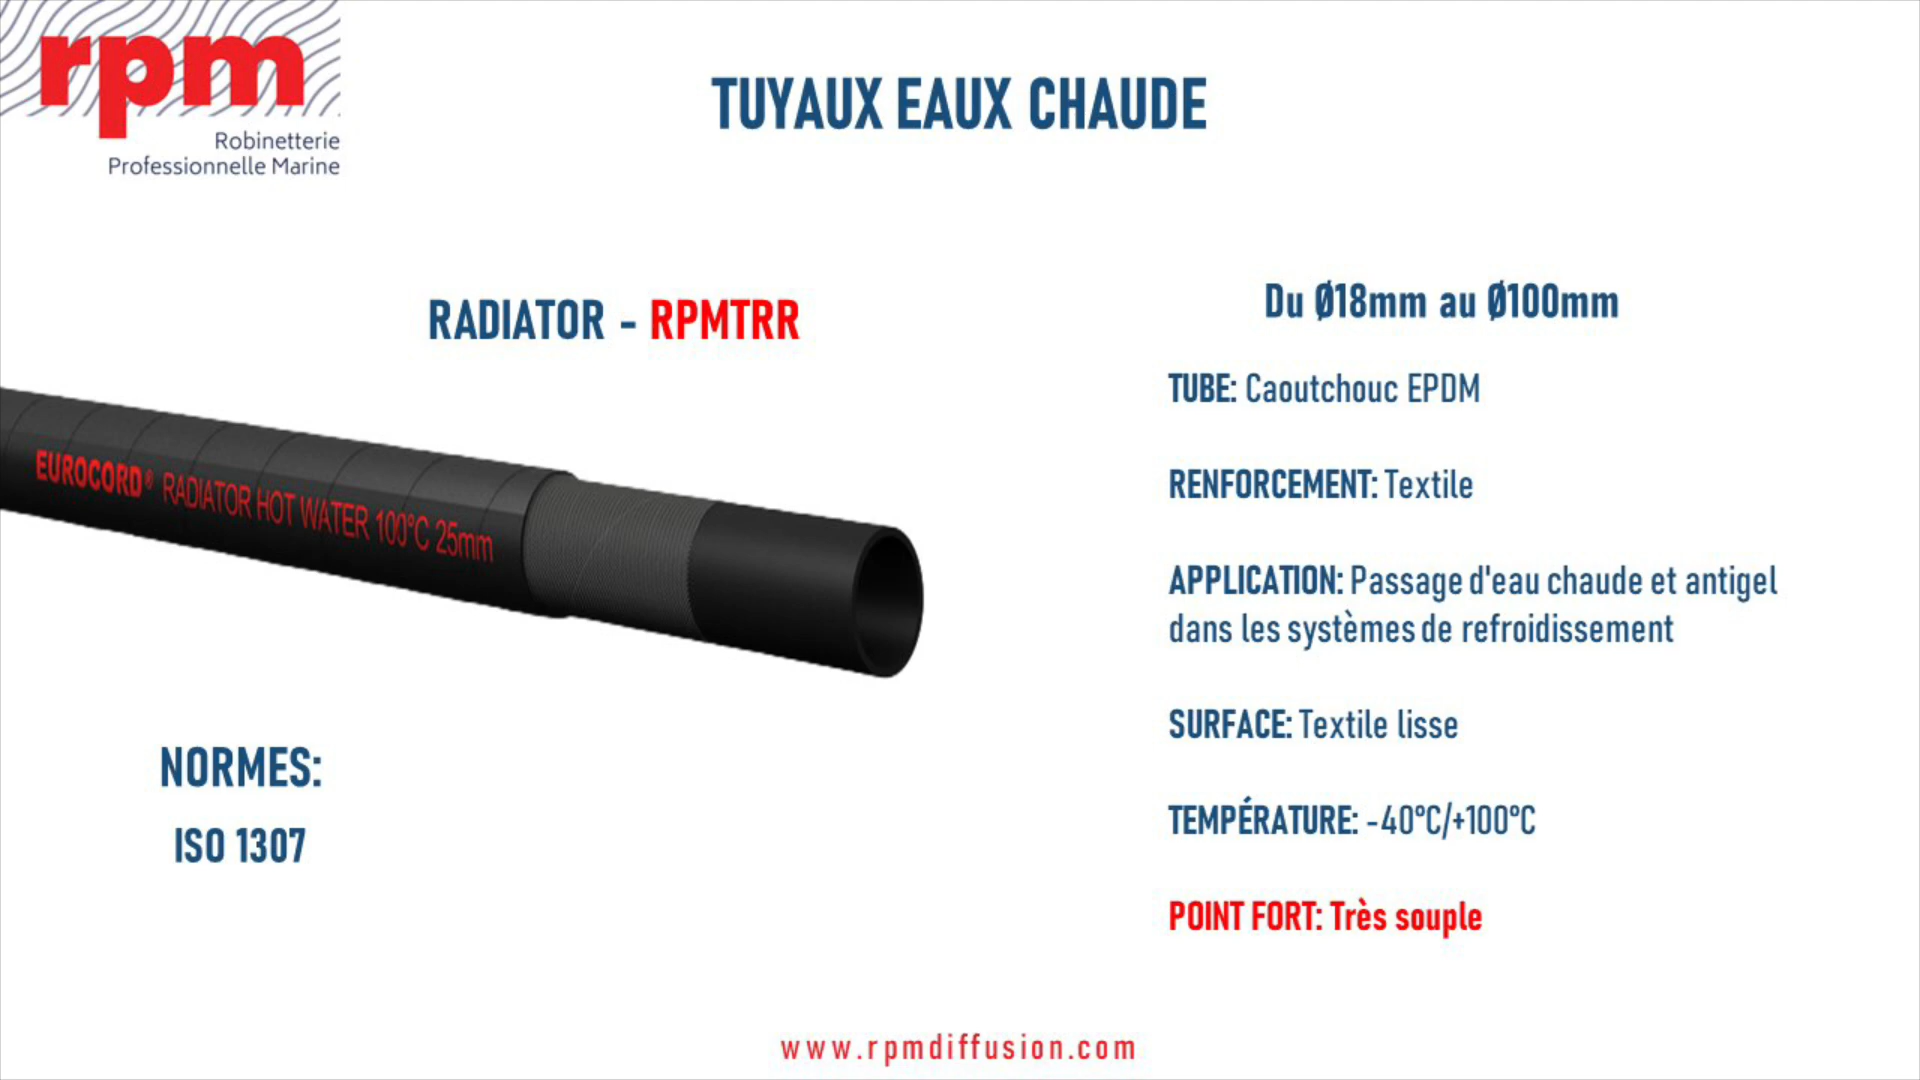 rpm
Robinetterie
Professionnelle Marine
TUYAUX EAUX CHAUDE
RADIATOR - RPMTRR
EUROCORD® RADIATOR HOT WATER 100°C 25mm
NORMES:
ISO 1307
Du Ø18mm au Ø100mm
TUBE: Caoutchouc EPDM
RENFORCEMENT: Textile
APPLICATION: Passage d'eau chaude et antigel
dans les systèmes de refroidissement
SURFACE: Textile lisse
TEMPÉRATURE: -40°C/+100°C
POINT FORT: Très souple
www.rpmdiffusion.com